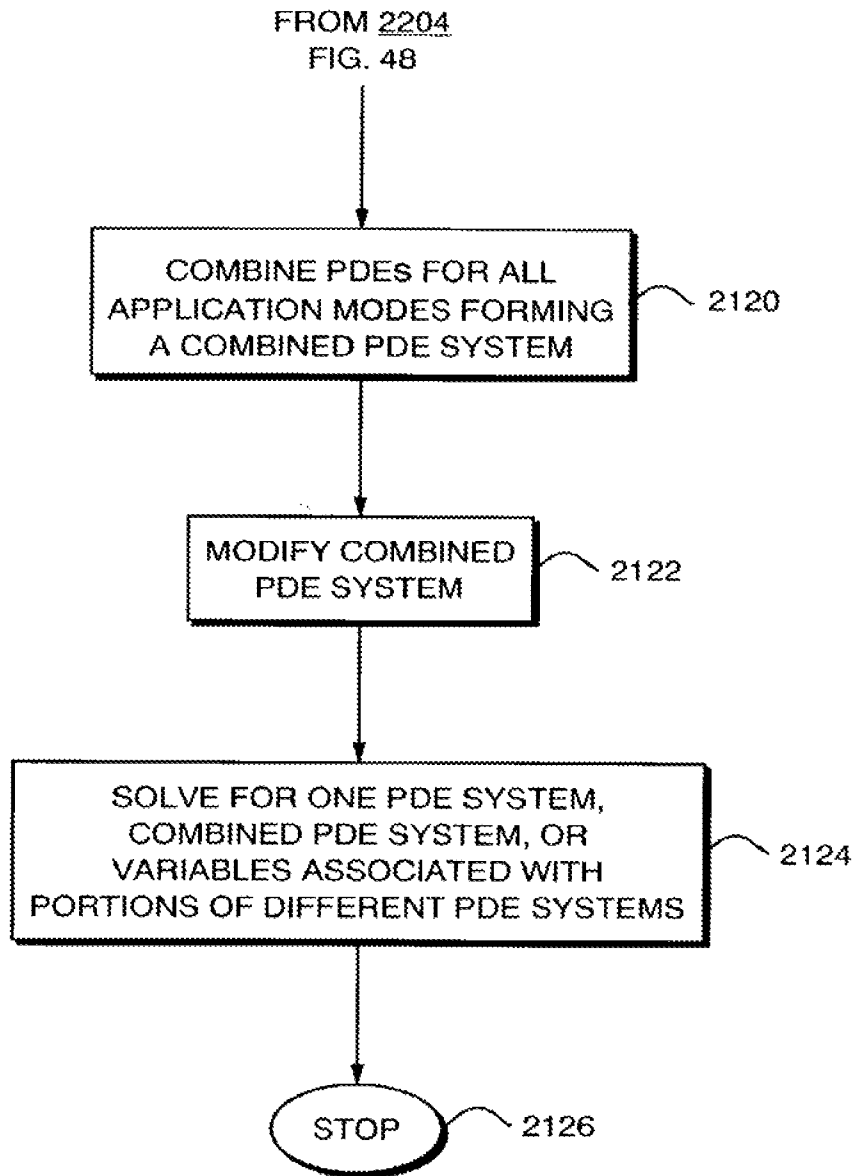 FROM 2204
FIG. 48
COMBINE PDEs FOR ALL
APPLICATION MODES FORMING
A COMBINED PDE SYSTEM
2120
MODIFY COMBINED
PDE SYSTEM
2122
SOLVE FOR ONE PDE SYSTEM,
COMBINED PDE SYSTEM, OR
VARIABLES ASSOCIATED WITH
PORTIONS OF DIFFERENT PDE SYSTEMS
2124
STOP
2126